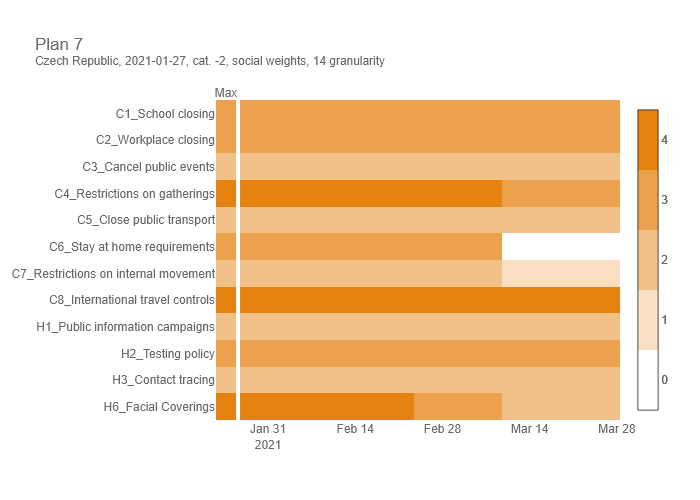 Plan 7
Czech Republic, 2021-01-27, cat. -2, social weights, 14 granularity
Max
C1_School closing
C2_Workplace closing
C3_Cancel public events
C4_Restrictions on gatherings
C5_Close public transport
C6_Stay at home requirements
C7_Restrictions on internal movement
C8_International travel controls
H1_Public information campaigns
H2_Testing policy
H3_Contact tracing
H6_Facial Coverings
Jan 31 Feb 14 Feb 28 Mar 14 Mar 28
2021
4
3
2
1
0